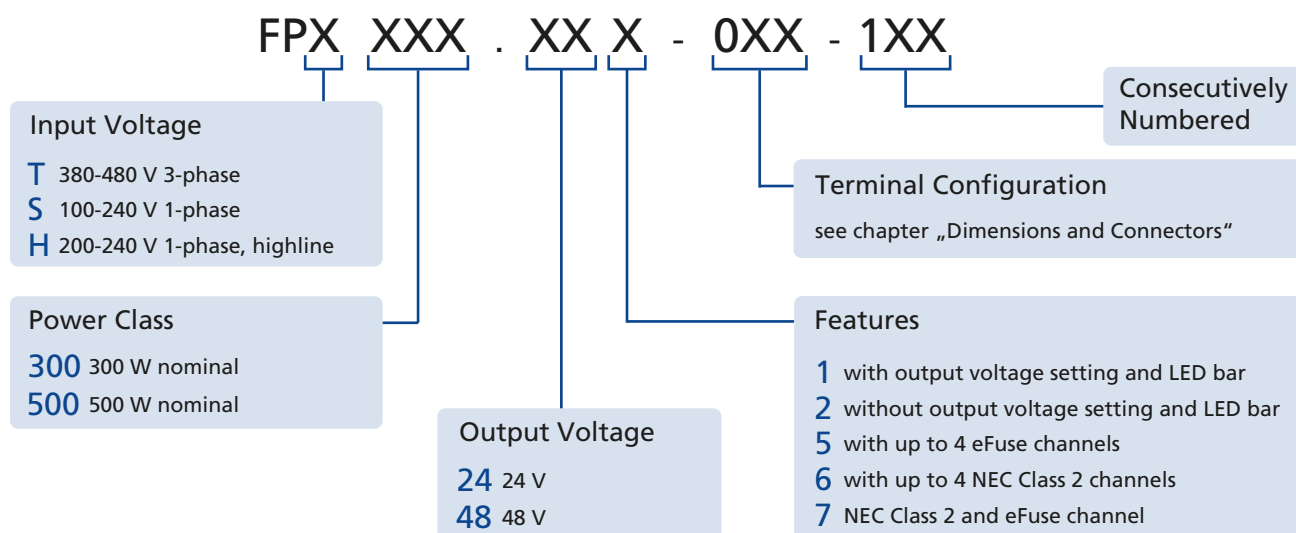 FPX XXX . XX X - 0XX - 1XX
Consecutively
Numbered
Input Voltage
T 380-480 V 3-phase
S 100-240 V 1-phase
H 200-240 V 1-phase, highline
Terminal Configuration
see chapter „Dimensions and Connectors“
Power Class
300 300 W nominal
500 500 W nominal
Output Voltage
24 24 V
48 48 V
Features
1 with output voltage setting and LED bar
2 without output voltage setting and LED bar
5 with up to 4 eFuse channels
6 with up to 4 NEC Class 2 channels
7 NEC Class 2 and eFuse channel